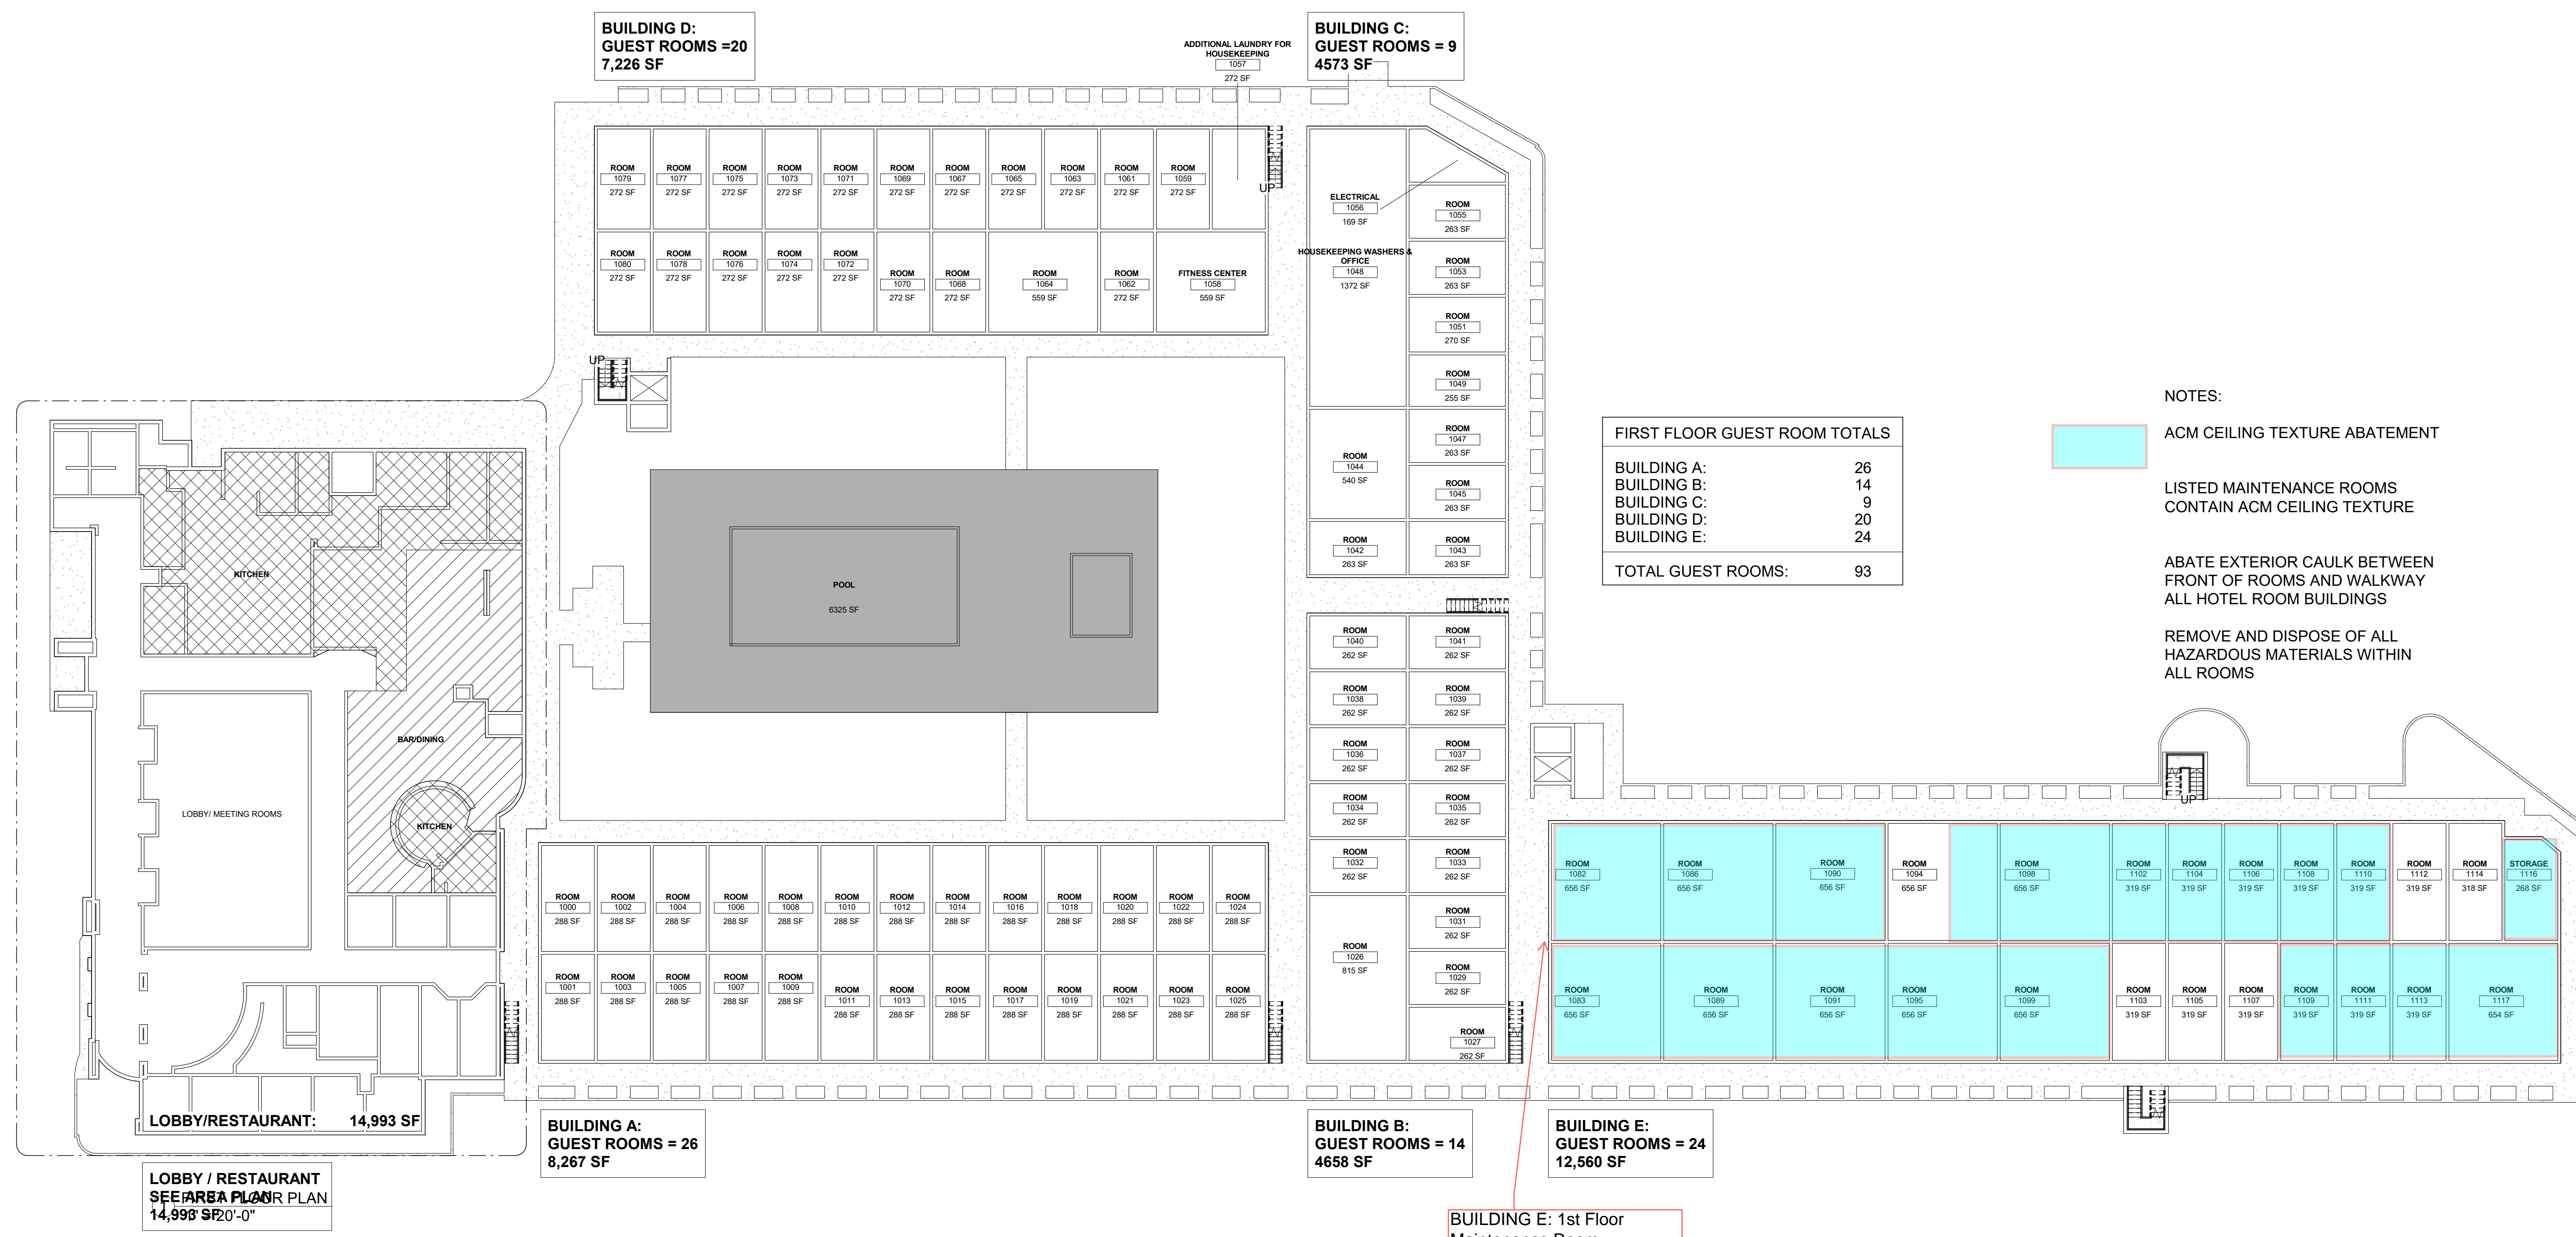 BUILDING D:
GUEST ROOMS =20
7,226 SF
ADDITIONAL LAUNDRY FOR
HOUSEKEEPING
1057
272 SF
BUILDING C:
GUEST ROOMS = 9
4573 SF
ROOM ROOM ROOM ROOM ROOM ROOM ROOM ROOM ROOM ROOM ROOM
1079 1077 1075 1073 1071 1069 1067 1065 1063 1061 1059
272 SF 272 SF 272 SF 272 SF 272 SF 272 SF 272 SF 272 SF 272 SF 272 SF 272 SF
UP
ROOM ROOM ROOM ROOM ROOM
1080 1078 1076 1074 1072
272 SF 272 SF 272 SF 272 SF 272 SF
ROOM ROOM ROOM ROOM FITNESS CENTER
1070 1068 1064 1062 1058
272 SF 272 SF 559 SF 272 SF 559 SF
UP
ELECTRICAL
1056
169 SF
HOUSEKEEPING WASHERS &
OFFICE
1048
1372 SF
ROOM
1055
263 SF
ROOM
1053
263 SF
ROOM
1051
270 SF
ROOM
1049
255 SF
ROOM
1047
263 SF
ROOM
1044
540 SF
ROOM
1045
263 SF
ROOM ROOM
1042 1043
263 SF 263 SF
FIRST FLOOR GUEST ROOM TOTALS
BUILDING A: 26
BUILDING B: 14
BUILDING C: 9
BUILDING D: 20
BUILDING E: 24
TOTAL GUEST ROOMS: 93
NOTES:
ACM CEILING TEXTURE ABATEMENT
LISTED MAINTENANCE ROOMS
CONTAIN ACM CEILING TEXTURE
ABATE EXTERIOR CAULK BETWEEN
FRONT OF ROOMS AND WALKWAY
ALL HOTEL ROOM BUILDINGS
REMOVE AND DISPOSE OF ALL
HAZARDOUS MATERIALS WITHIN
ALL ROOMS
KITCHEN
POOL
6325 SF
BAR/DINING
LOBBY/ MEETING ROOMS
KITCHEN
ROOM ROOM
1040 1041
262 SF 262 SF
ROOM ROOM
1038 1039
262 SF 262 SF
ROOM ROOM
1036 1037
262 SF 262 SF
ROOM ROOM
1034 1035
262 SF 262 SF
ROOM ROOM
1032 1033
262 SF 262 SF
ROOM
1031
262 SF
ROOM
1026
815 SF
ROOM
1029
262 SF
ROOM
1027
262 SF
ROOM ROOM ROOM ROOM ROOM ROOM ROOM ROOM ROOM ROOM ROOM ROOM ROOM
1000 1002 1004 1006 1008 1010 1012 1014 1016 1018 1020 1022 1024
288 SF 288 SF 288 SF 288 SF 288 SF 288 SF 288 SF 288 SF 288 SF 288 SF 288 SF 288 SF 288 SF
ROOM ROOM ROOM ROOM ROOM
1001 1003 1005 1007 1009
288 SF 288 SF 288 SF 288 SF 288 SF
ROOM ROOM ROOM ROOM ROOM ROOM ROOM ROOM
1011 1013 1015 1017 1019 1021 1023 1025
288 SF 288 SF 288 SF 288 SF 288 SF 288 SF 288 SF 288 SF
UP
ROOM ROOM ROOM ROOM ROOM ROOM ROOM ROOM ROOM ROOM ROOM ROOM STORAGE
1082 1086 1090 1094 1098 1102 1104 1106 1108 1110 1112 1114 1116
656 SF 656 SF 656 SF 656 SF 656 SF 319 SF 319 SF 319 SF 319 SF 319 SF 319 SF 318 SF 268 SF
ROOM ROOM ROOM ROOM ROOM ROOM ROOM ROOM ROOM ROOM ROOM ROOM
1083 1089 1091 1095 1099 1103 1105 1107 1109 1111 1113 1117
656 SF 656 SF 656 SF 656 SF 656 SF 319 SF 319 SF 319 SF 319 SF 319 SF 319 SF 654 SF
LOBBY/RESTAURANT: 14,993 SF
BUILDING A:
GUEST ROOMS = 26
8,267 SF
BUILDING B:
GUEST ROOMS = 14
4658 SF
BUILDING E:
GUEST ROOMS = 24
12,560 SF
LOBBY / RESTAURANT
SEE AREA PLAN
14,993 SF
FIRST FLOOR PLAN
20'-0"
BUILDING E: 1st Floor